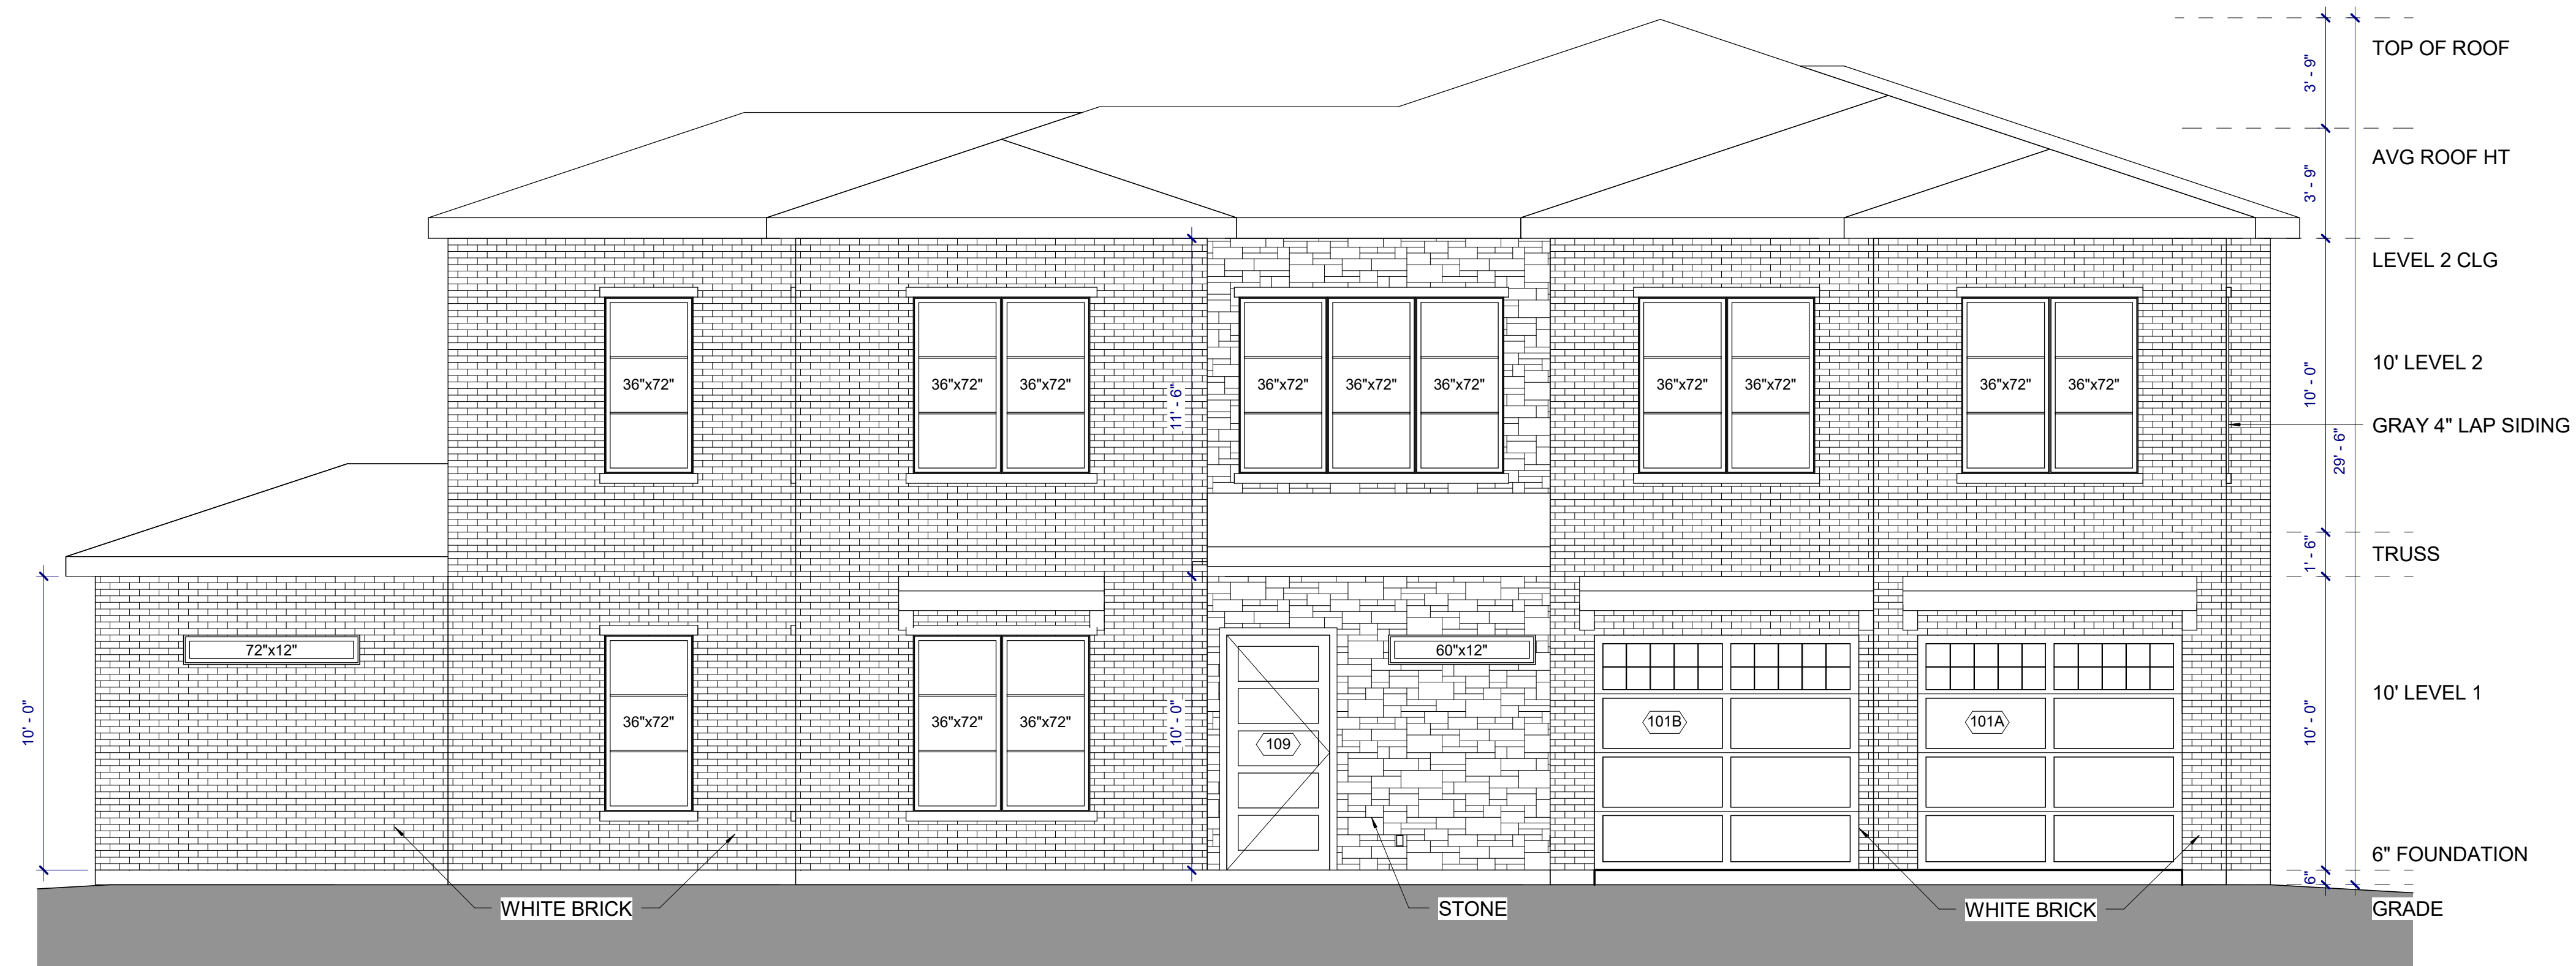 TOP OF ROOF
3' - 9"
AVG ROOF HT
3' - 9"
LEVEL 2 CLG
10' LEVEL 2
36"x72"
36"x72" 36"x72"
36"x72" 36"x72" 36"x72"
36"x72" 36"x72"
36"x72" 36"x72"
11' - 6"
10' - 0"
GRAY 4" LAP SIDING
29' - 6"
1' - 6"
TRUSS
72"x12"
60"x12"
10' LEVEL 1
10' - 0"
36"x72"
36"x72" 36"x72"
10' - 0"
109
101B
101A
10' - 0"
6" FOUNDATION
6"
WHITE BRICK
STONE
WHITE BRICK
GRADE